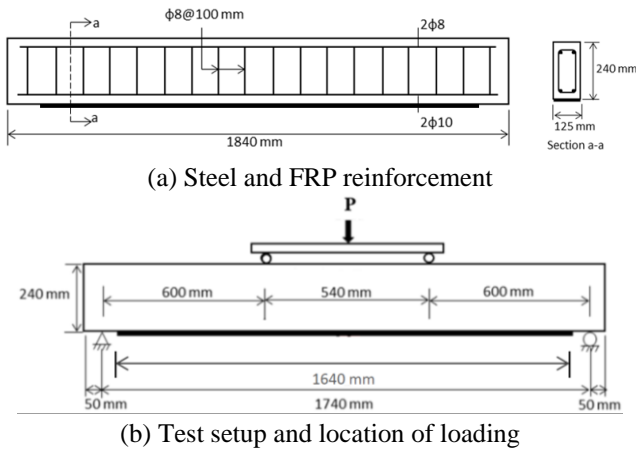 a
ϕ8@100 mm
2ϕ8
240 mm
a
2ϕ10
125 mm
1840 mm
Section a-a
(a) Steel and FRP reinforcement
P
240 mm
600 mm
540 mm
600 mm
1640 mm
50 mm
1740 mm
50 mm
(b) Test setup and location of loading